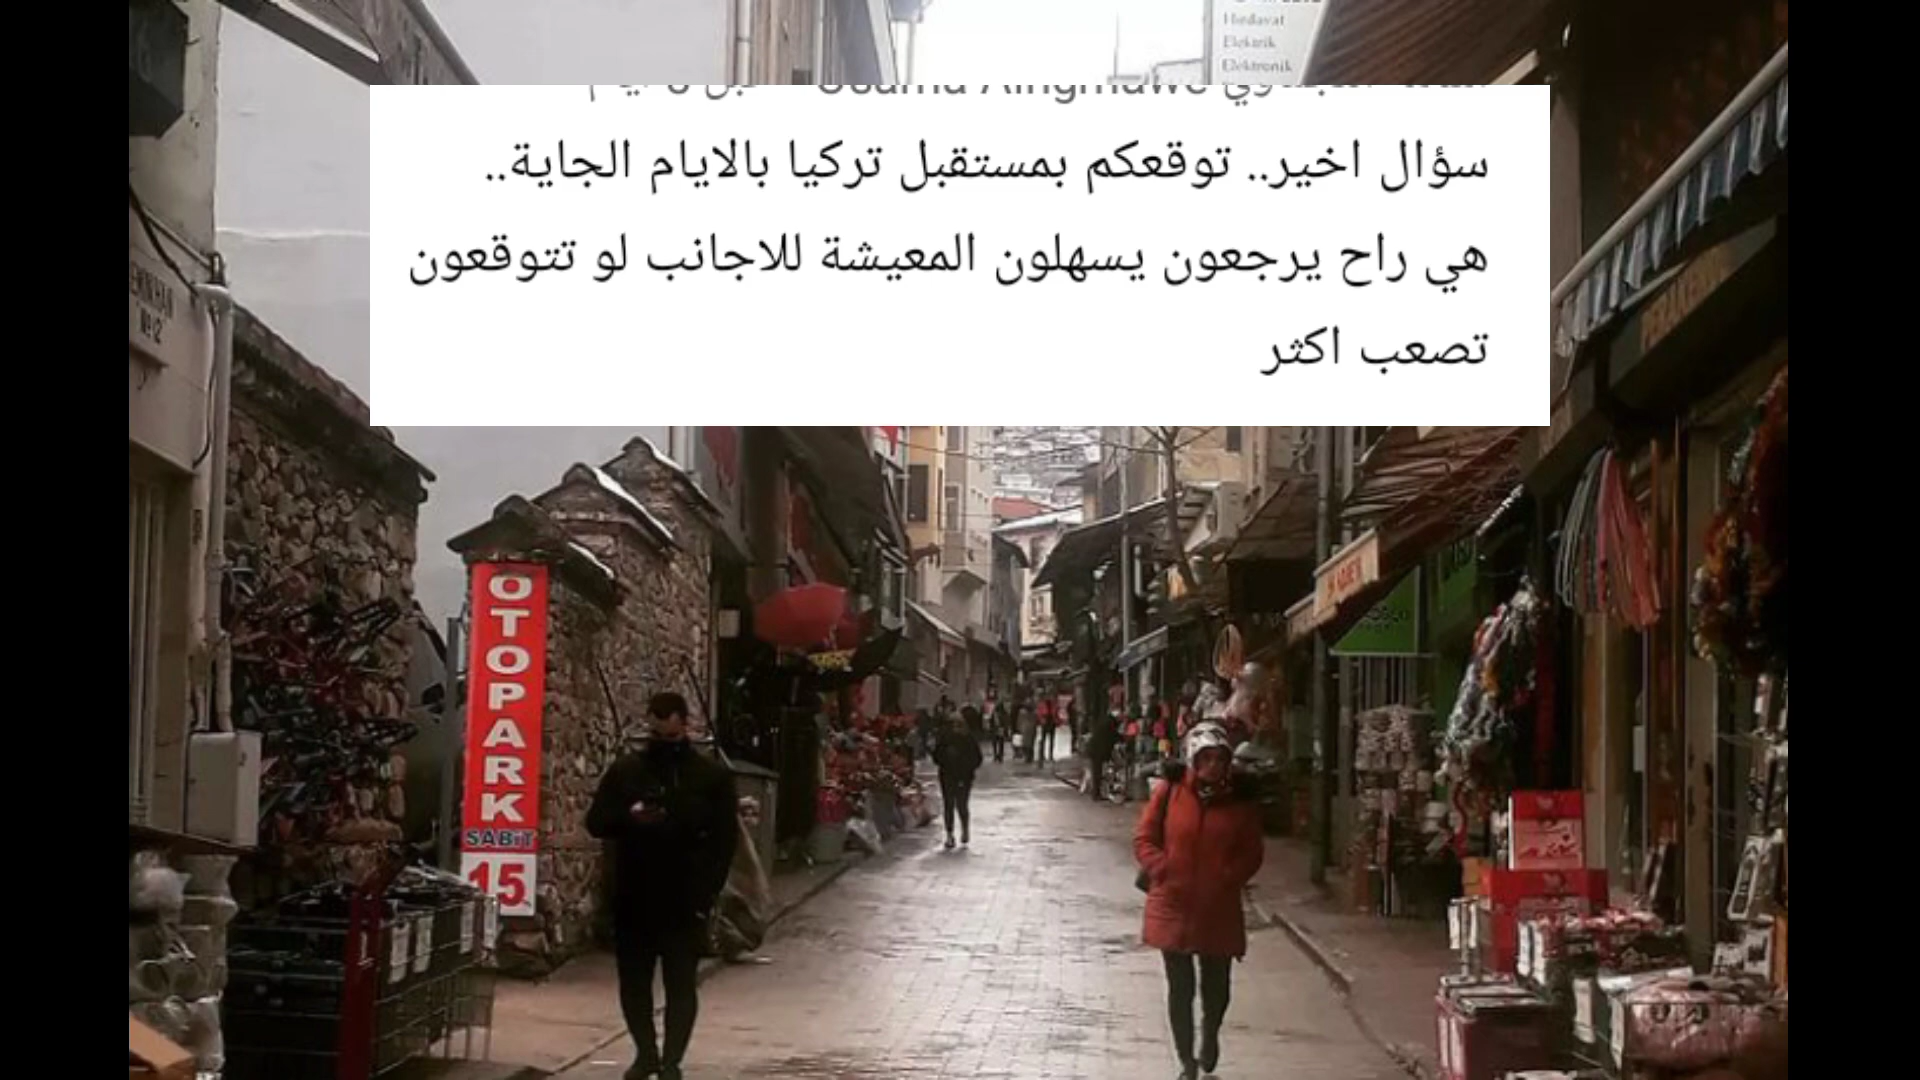 Hırdavat
Elektrik
Elektronik
سؤال اخير.. توقعكم بمستقبل تركيا بالايام الجاية..
هي راح يرجعون يسهلون المعيشة للاجانب لو تتوقعون
تصعب اكثر
OTOPARK
SABİT
15